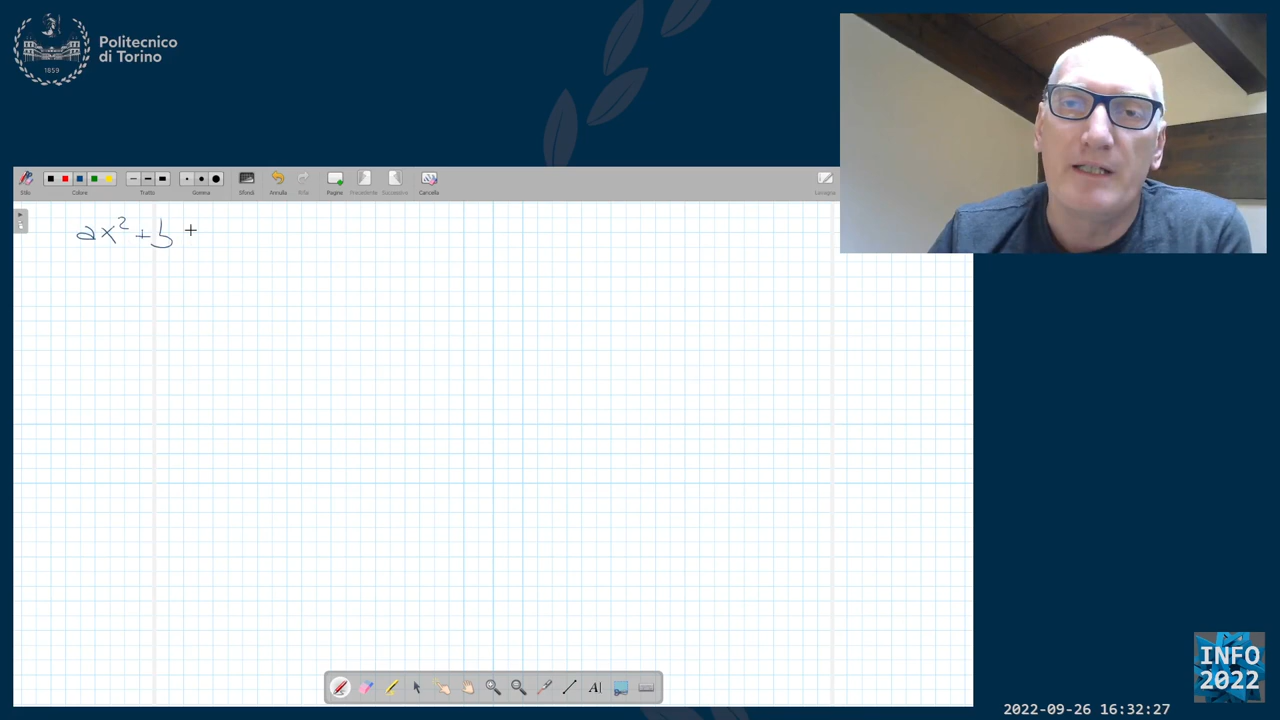 Politecnico
di Torino
1859
Stilo Colore Tratto Gomma Sfondi Annulla Rifai Pagine Precedente Successiva Cancella
ax² + b +
INFO
2022
2022-09-26 16:32:27